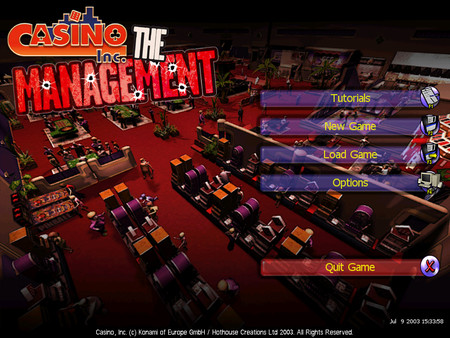 CASINO
Inc.
THE
MANAGEMENT
Tutorials
New Game
Load Game
Options
Quit Game
Jul 9 2003 15:33:58
Casino, Inc. (c) Konami of Europe GmbH / Hothouse Creations Ltd 2003. All Rights Reserved.